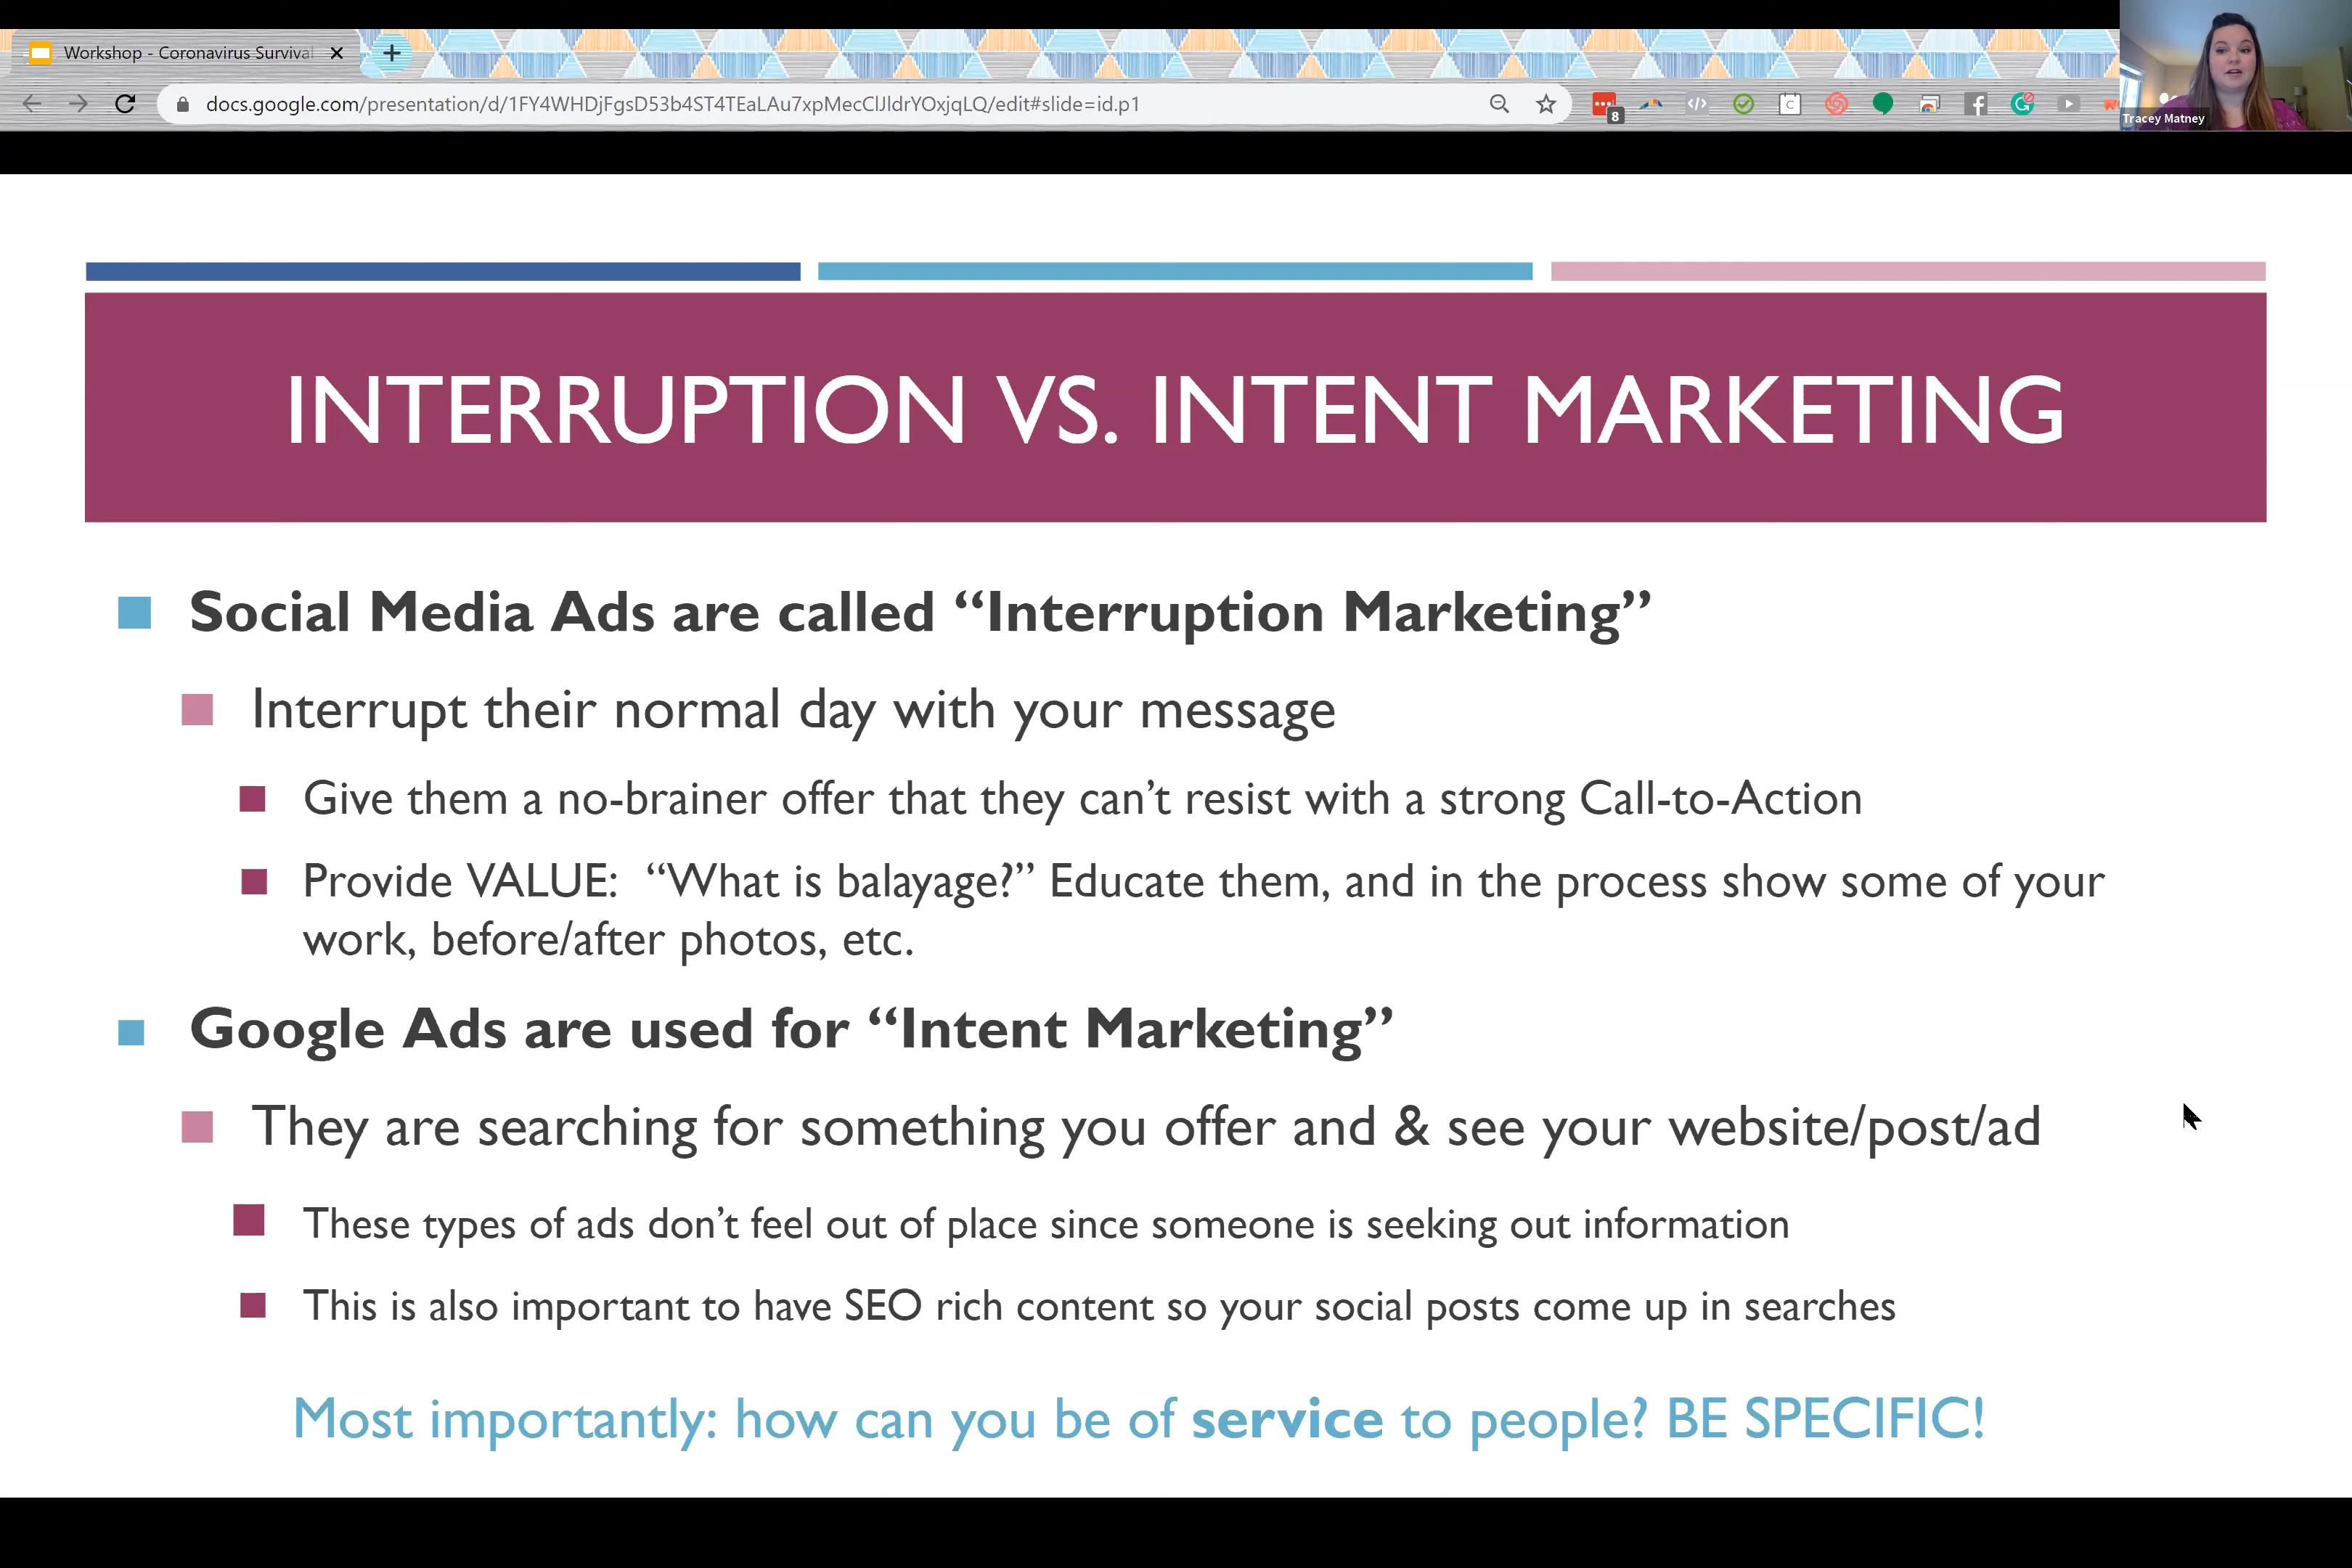 Workshop - Coronavirus Survival
docs.google.com/presentation/d/1FY4WHDjFgsD53b4ST4TEaLAu7xpMecClJldrYOxjqLQ/edit#slide=id.p1
8
Tracey Matney
INTERRUPTION VS. INTENT MARKETING
Social Media Ads are called “Interruption Marketing”
Interrupt their normal day with your message
Give them a no-brainer offer that they can’t resist with a strong Call-to-Action
Provide VALUE: “What is balayage?” Educate them, and in the process show some of your
work, before/after photos, etc.
Google Ads are used for “Intent Marketing”
They are searching for something you offer and & see your website/post/ad
These types of ads don’t feel out of place since someone is seeking out information
This is also important to have SEO rich content so your social posts come up in searches
Most importantly: how can you be of service to people? BE SPECIFIC!